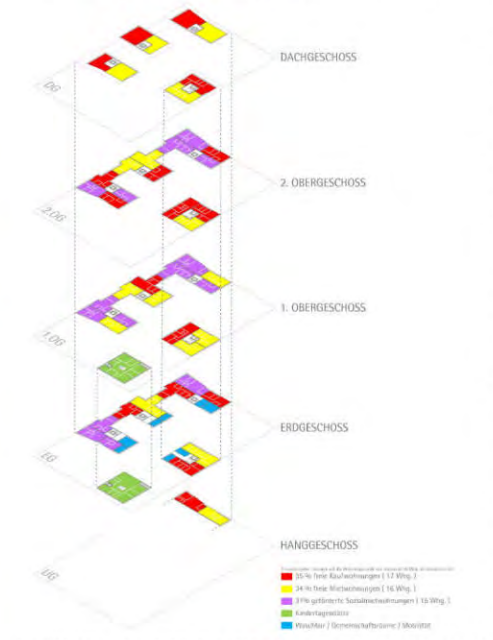 DACHGESCHOSS
DG
2. OBERGESCHOSS
2.OG
1. OBERGESCHOSS
1.OG
ERDGESCHOSS
EG
HANGGESCHOSS
UG
35 % freie Kaufwohnungen ( 17 Whg. )
34 % freie Mietwohnungen ( 16 Whg. )
31% geförderte Sozialmietwohnungen ( 15 Whg. )
Kindertagesstätte
Waschbar / Gemeinschaftsräume / Mobilität